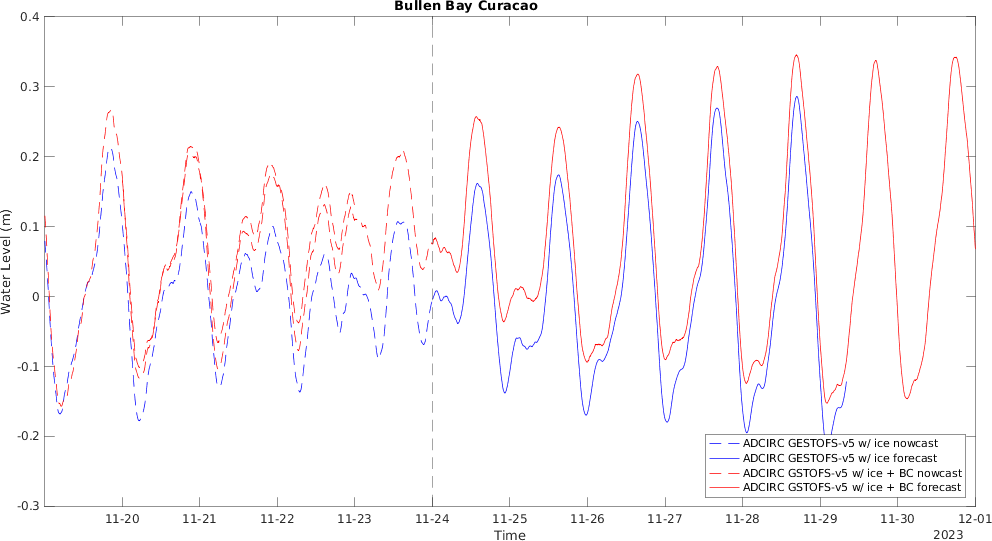 Bullen Bay Curacao
0.4
0.3
0.2
0.1
0
-0.1
-0.2
-0.3
Water Level (m)
11-20 11-21 11-22 11-23 11-24 11-25 11-26 11-27 11-28 11-29 11-30 12-01
Time
2023
ADCIRC GESTOFS-v5 w/ ice nowcast
ADCIRC GESTOFS-v5 w/ ice forecast
ADCIRC GSTOFS-v5 w/ ice + BC nowcast
ADCIRC GSTOFS-v5 w/ ice + BC forecast